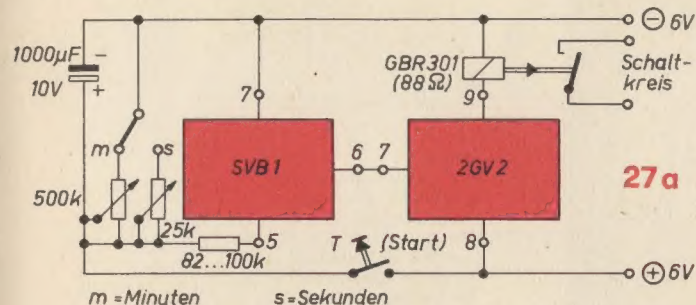 ⊖ 6V
1000µF -
10V +
GBR301
(88Ω)
Schalt-
kreis
7
9
m s
SVB1
6 7
2GV2
27a
500k
25k
5
82...100k
T (Start)
8
⊕ 6V
m = Minuten s = Sekunden